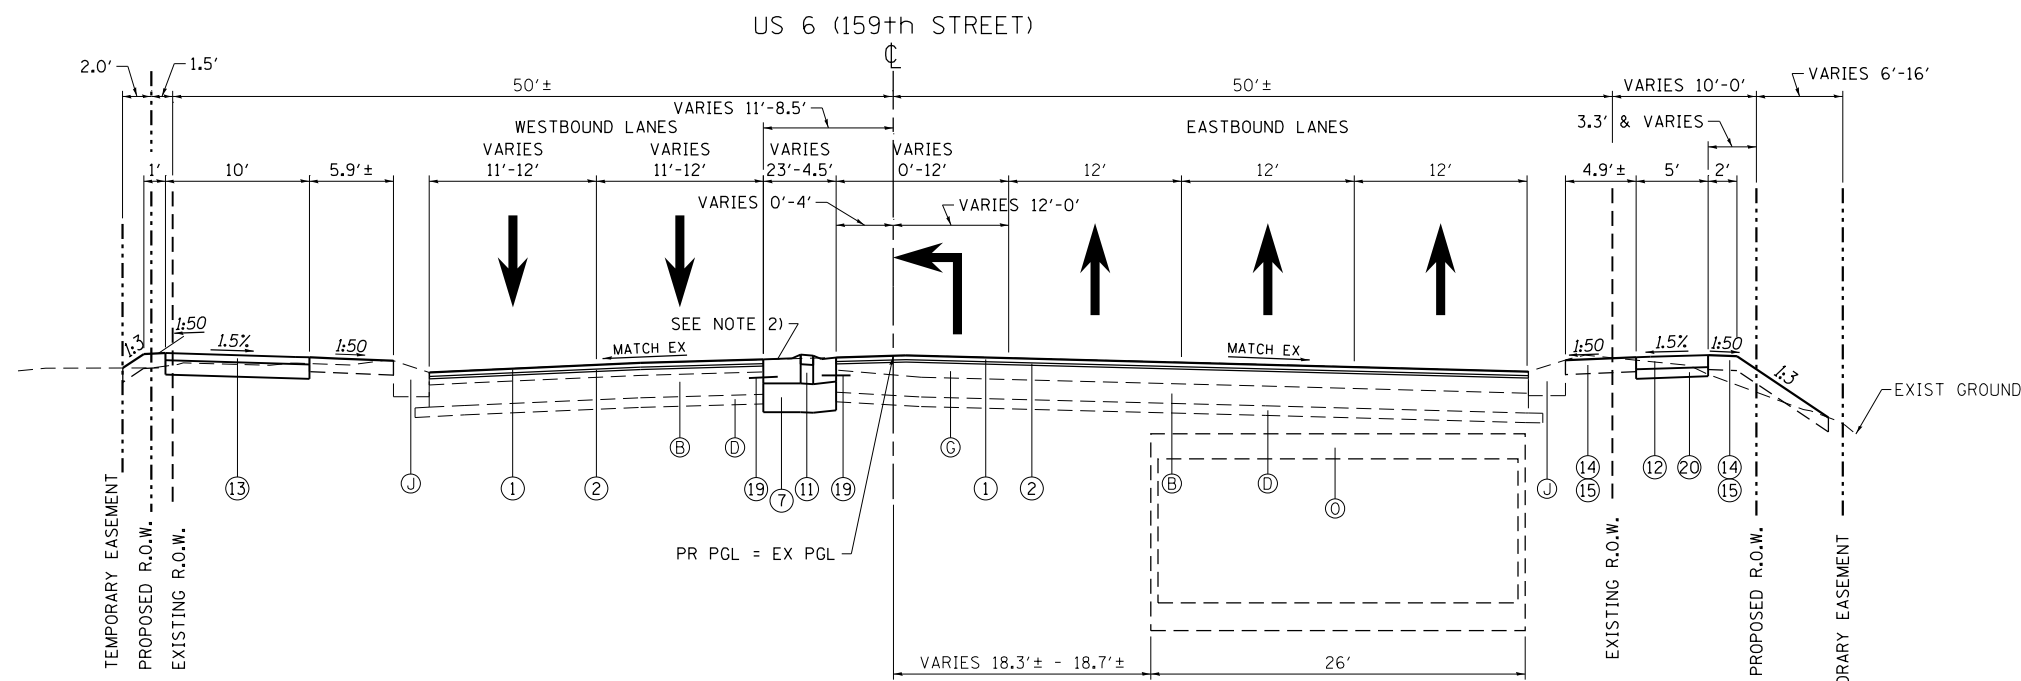 US 6 (159th STREET)
℄
2.0'
1.5'
50'±
50'±
VARIES 10'-0'
VARIES 6'-16'
VARIES 11'-8.5'
3.3' & VARIES
WESTBOUND LANES
EASTBOUND LANES
VARIES
VARIES
VARIES
VARIES
1'
10'
5.9'±
11'-12'
11'-12'
23'-4.5'
0'-12'
12'
12'
12'
4.9'±
5'
2'
VARIES 0'-4'
VARIES 12'-0'
SEE NOTE 2)
1:3
1:50
1.5%
1:50
MATCH EX
MATCH EX
1:50
1.5%
1:50
1:3
EXIST GROUND
13
J
1
2
B
D
19
7
11
19
G
1
2
B
D
O
J
14
15
12
20
14
15
PR PGL = EX PGL
TEMPORARY EASEMENT
PROPOSED R.O.W.
EXISTING R.O.W.
EXISTING R.O.W.
PROPOSED R.O.W.
ORARY EASEMENT
VARIES 18.3'± - 18.7'±
26'